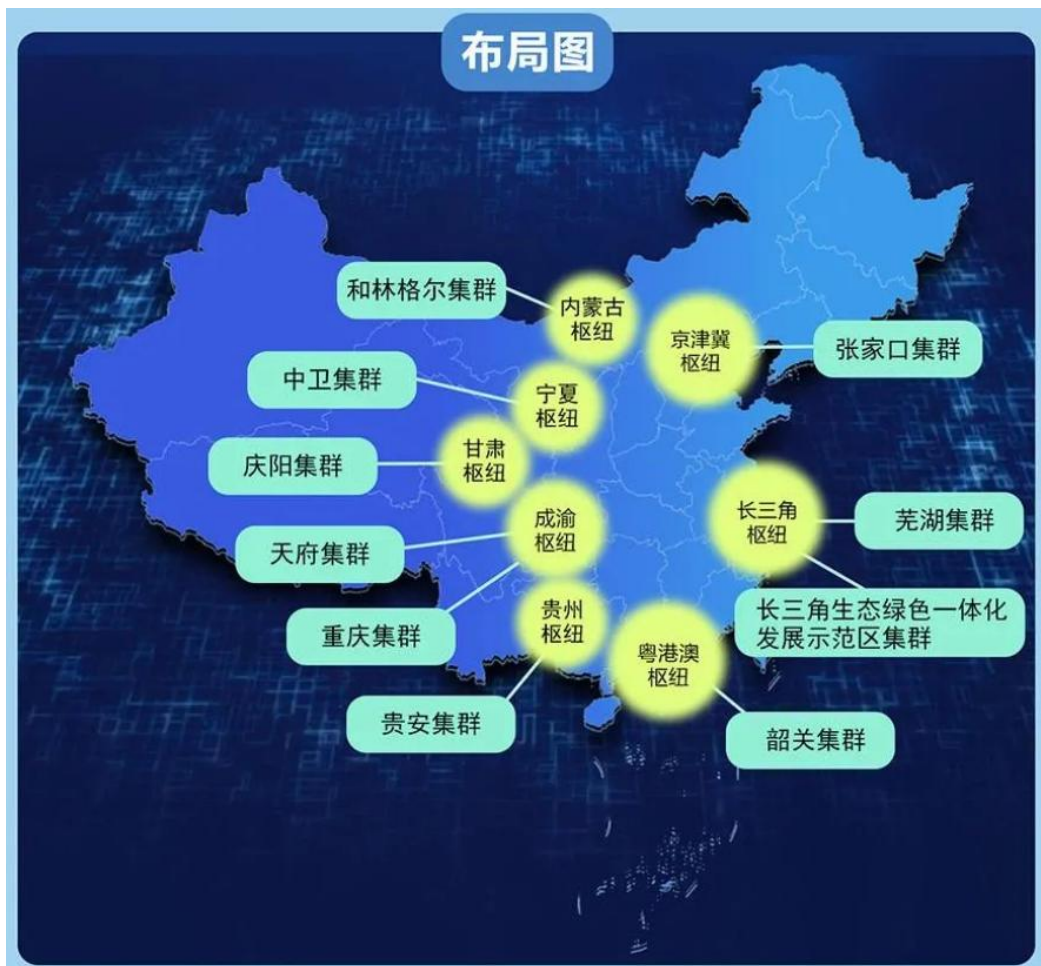 布局图
和林格尔集群
内蒙古
枢纽
京津冀
枢纽
张家口集群
中卫集群
宁夏
枢纽
庆阳集群
甘肃
枢纽
天府集群
成渝
枢纽
长三角
枢纽
芜湖集群
重庆集群
贵州
枢纽
粤港澳
枢纽
长三角生态绿色一体化
发展示范区集群
贵安集群
韶关集群